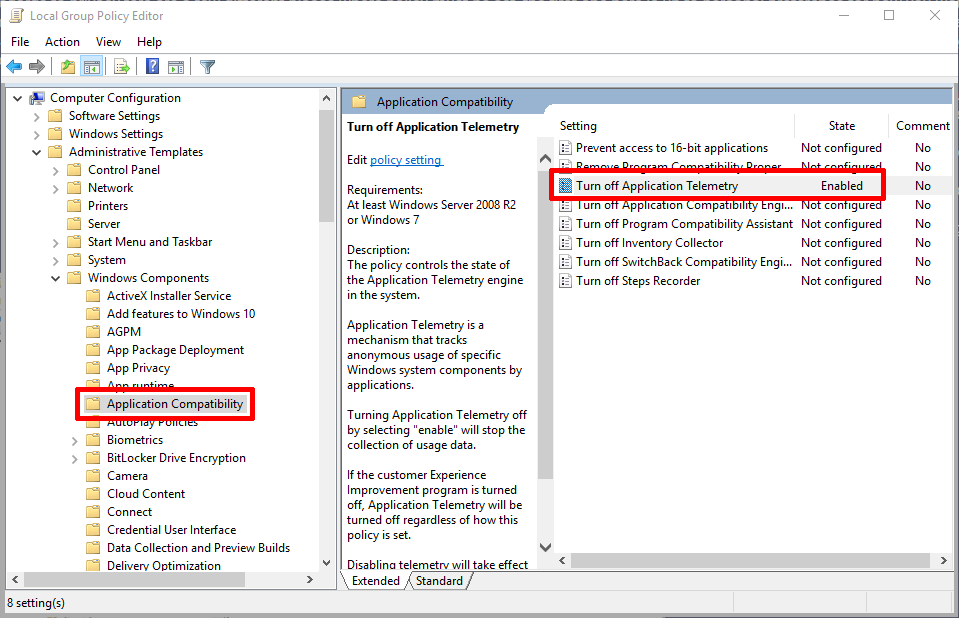 Local Group Policy Editor
File Action View Help
Computer Configuration
Software Settings
Windows Settings
Administrative Templates
Control Panel
Network
Printers
Server
Start Menu and Taskbar
System
Windows Components
ActiveX Installer Service
Add features to Windows 10
AGPM
App Package Deployment
App Privacy
App runtime
Application Compatibility
AutoPlay Policies
Biometrics
BitLocker Drive Encryption
Camera
Cloud Content
Connect
Credential User Interface
Data Collection and Preview Builds
Delivery Optimization
Application Compatibility
Turn off Application Telemetry
Edit policy setting
Requirements:
At least Windows Server 2008 R2
or Windows 7
Description:
The policy controls the state of
the Application Telemetry engine
in the system.
Application Telemetry is a
mechanism that tracks
anonymous usage of specific
Windows system components by
applications.
Turning Application Telemetry off
by selecting "enable" will stop the
collection of usage data.
If the customer Experience
Improvement program is turned
off, Application Telemetry will be
turned off regardless of how this
policy is set.
Disabling telemetry will take effect
Setting State Comment
Prevent access to 16-bit applications Not configured No
Remove Program Compatibility Proper... Not configured No
Turn off Application Telemetry Enabled No
Turn off Application Compatibility Engi... Not configured No
Turn off Program Compatibility Assistant Not configured No
Turn off Inventory Collector Not configured No
Turn off SwitchBack Compatibility Engi... Not configured No
Turn off Steps Recorder Not configured No
Extended Standard
8 setting(s)